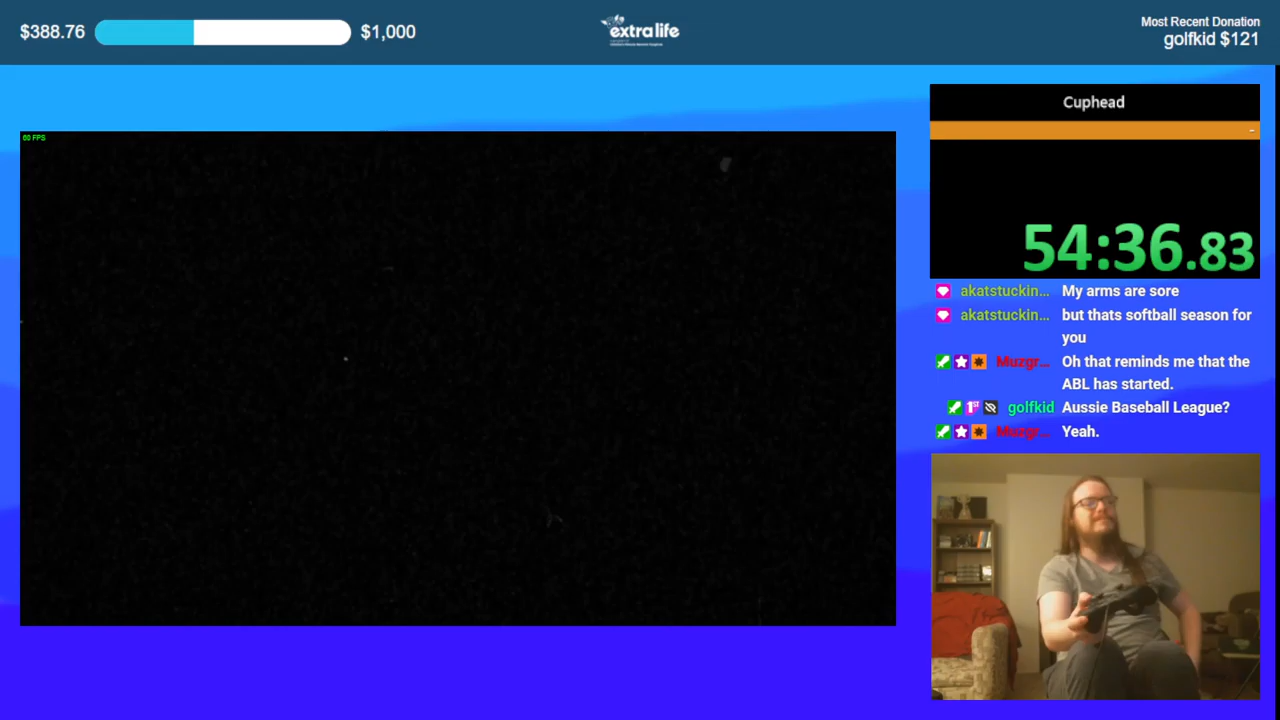 $388.76
$1,000
extra life
Most Recent Donation
golfkid $121
60 FPS
Cuphead
-
54:36.83
akatstuckin... My arms are sore
akatstuckin... but thats softball season for
you
Muzgr... Oh that reminds me that the
ABL has started.
1ST golfkid Aussie Baseball League?
Muzgr... Yeah.